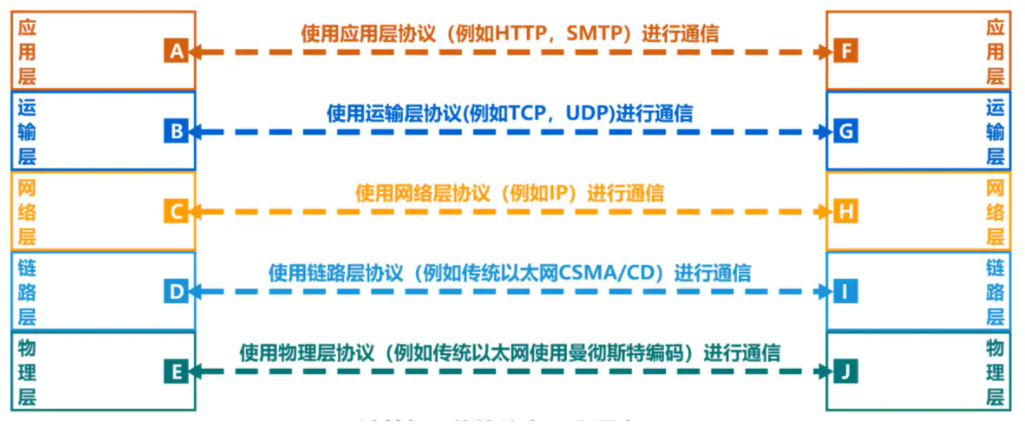 应用层
A
使用应用层协议（例如HTTP，SMTP）进行通信
F
应用层
运输层
B
使用运输层协议(例如TCP，UDP)进行通信
G
运输层
网络层
C
使用网络层协议（例如IP）进行通信
H
网络层
链路层
D
使用链路层协议（例如传统以太网CSMA/CD）进行通信
I
链路层
物理层
E
使用物理层协议（例如传统以太网使用曼彻斯特编码）进行通信
J
物理层